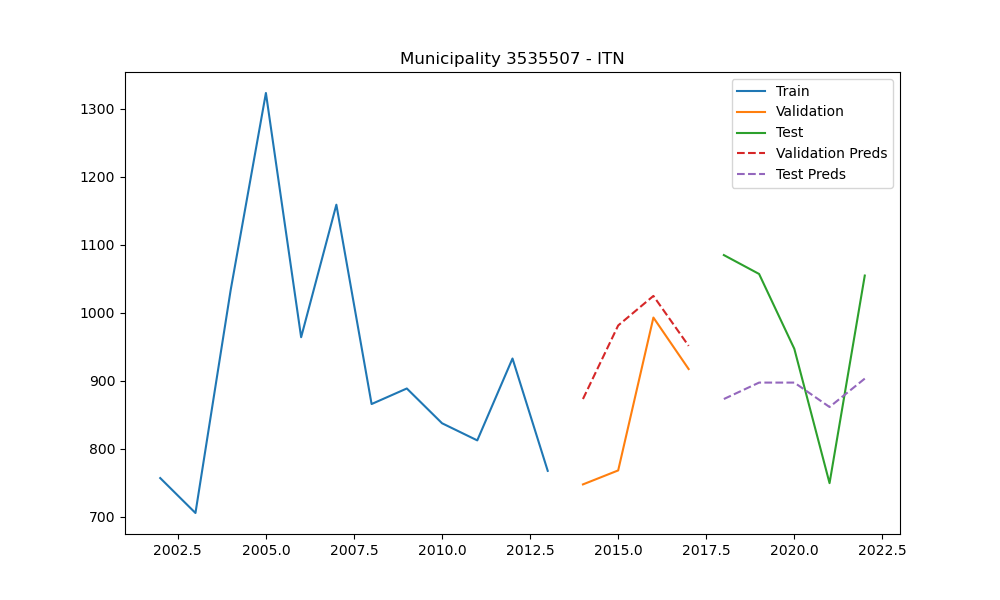 Municipality 3535507 - ITN
Train
Validation
Test
Validation Preds
Test Preds
1300
1200
1100
1000
900
800
700
2002.5 2005.0 2007.5 2010.0 2012.5 2015.0 2017.5 2020.0 2022.5